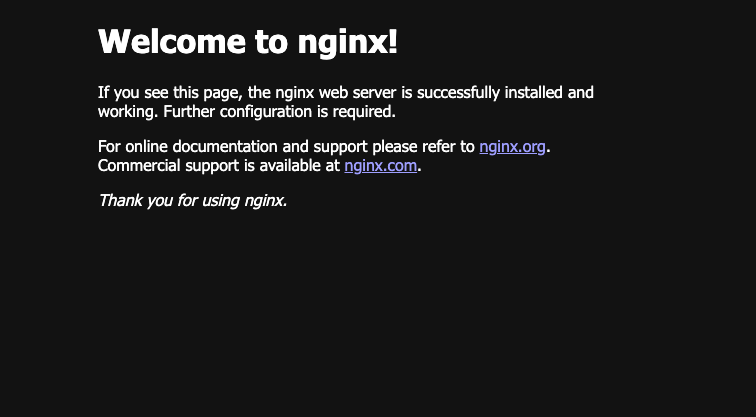 Welcome to nginx!
If you see this page, the nginx web server is successfully installed and
working. Further configuration is required.
For online documentation and support please refer to nginx.org.
Commercial support is available at nginx.com.
Thank you for using nginx.